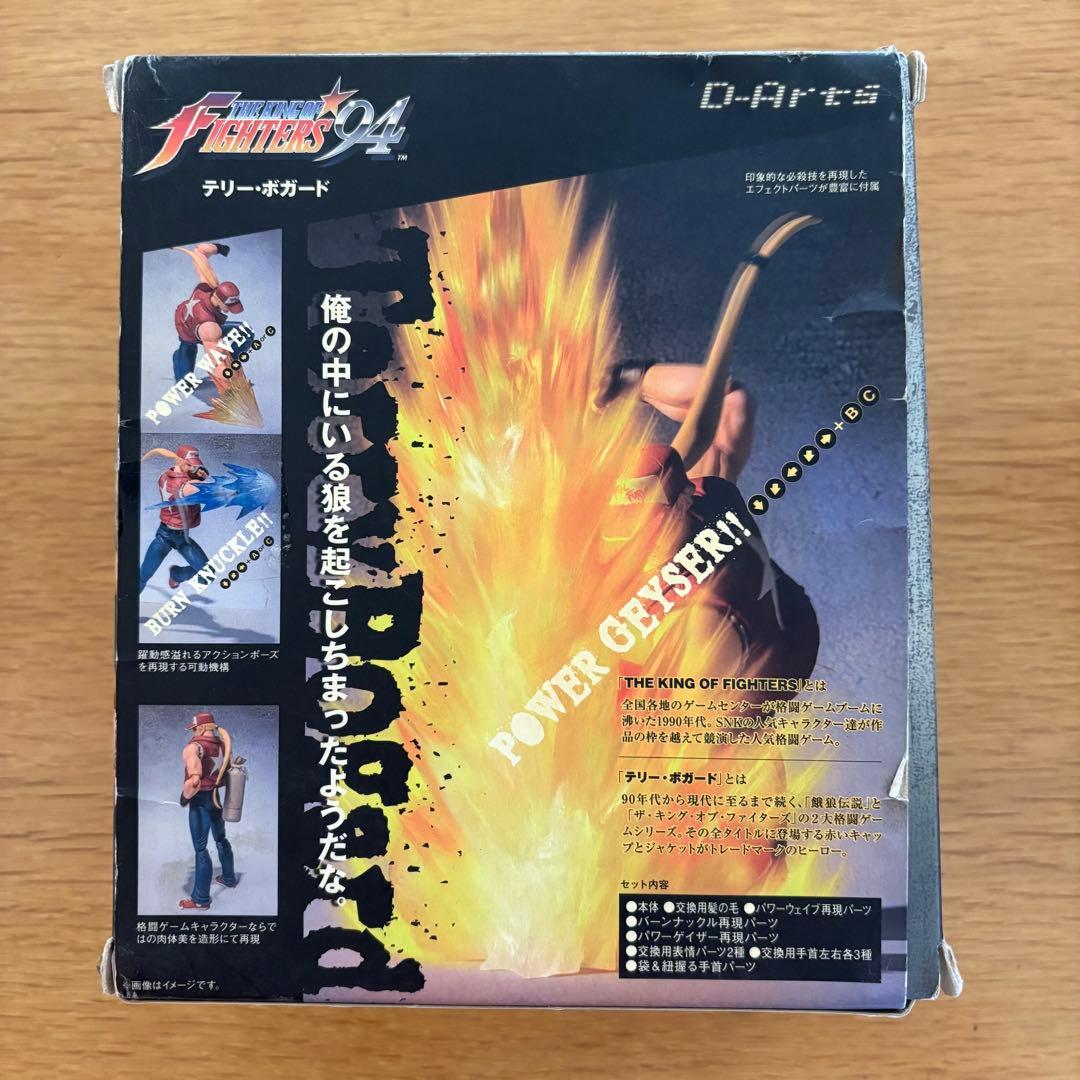 THE KING OF
FIGHTERS '94 ™
テリー・ボガード
D-Arts
印象的な必殺技を再現した
エフェクトパーツが豊富に付属
POWER WAVE!!
↓↘→+A or C
BURN KNUCKLE!!
A or C
躍動感溢れるアクションポーズ
を再現する可動機構
格闘ゲームキャラクターならで
はの肉体美を造形にて再現
※画像はイメージです。
俺の中にいる狼を起こしちまったようだな。
Terry Bogard
POWER GEYSER!!
+BC
「THE KING OF FIGHTERS」とは
全国各地のゲームセンターが格闘ゲームブームに
沸いた1990年代。SNKの人気キャラクター達が作
品の枠を越えて競演した人気格闘ゲーム。
「テリー・ボガード」とは
90年代から現代に至るまで続く、「餓狼伝説」と
「ザ・キング・オブ・ファイターズ」の2大格闘ゲー
ムシリーズ。その全タイトルに登場する赤いキャッ
プとジャケットがトレードマークのヒーロー。
セット内容
●本体 ●交換用髪の毛 ●パワーウェイブ再現パーツ
●バーンナックル再現パーツ
●パワーゲイザー再現パーツ
●交換用表情パーツ2種 ●交換用手首左右各3種
●袋&紐握る手首パーツ